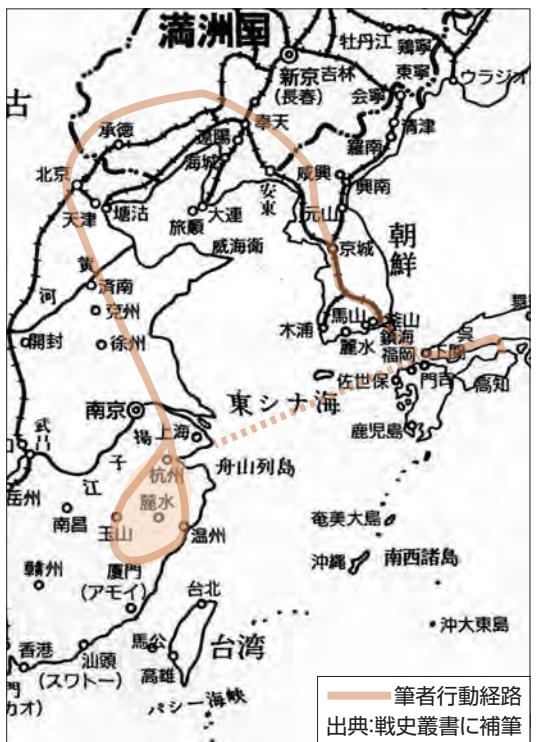 満洲国
牡丹江
鶏寧
新京
(長春)
吉林
東寧
会寧
ウラジオ
古
承徳
遼陽
奉天
清津
羅南
海城
北京
安東
咸興
興南
天津
塘沽
旅順
大連
元山
威海衛
京城
朝鮮
黄河
済南
兗州
馬山
釜山
木浦
麗水
鎮海
開封
徐州
福岡
下関
呉
門司
佐世保
高知
南京
東シナ海
武昌
揚子江
上海
鹿児島
杭州
舟山列島
岳州
麗水
南昌
玉山
温州
奄美大島
贛州
厦門
(アモイ)
沖縄
南西諸島
台北
沖大東島
香港
汕頭
(スワトー)
馬公
台湾
高雄
門
カオ)
バシー海峡
筆者行動経路
出典:戦史叢書に補筆